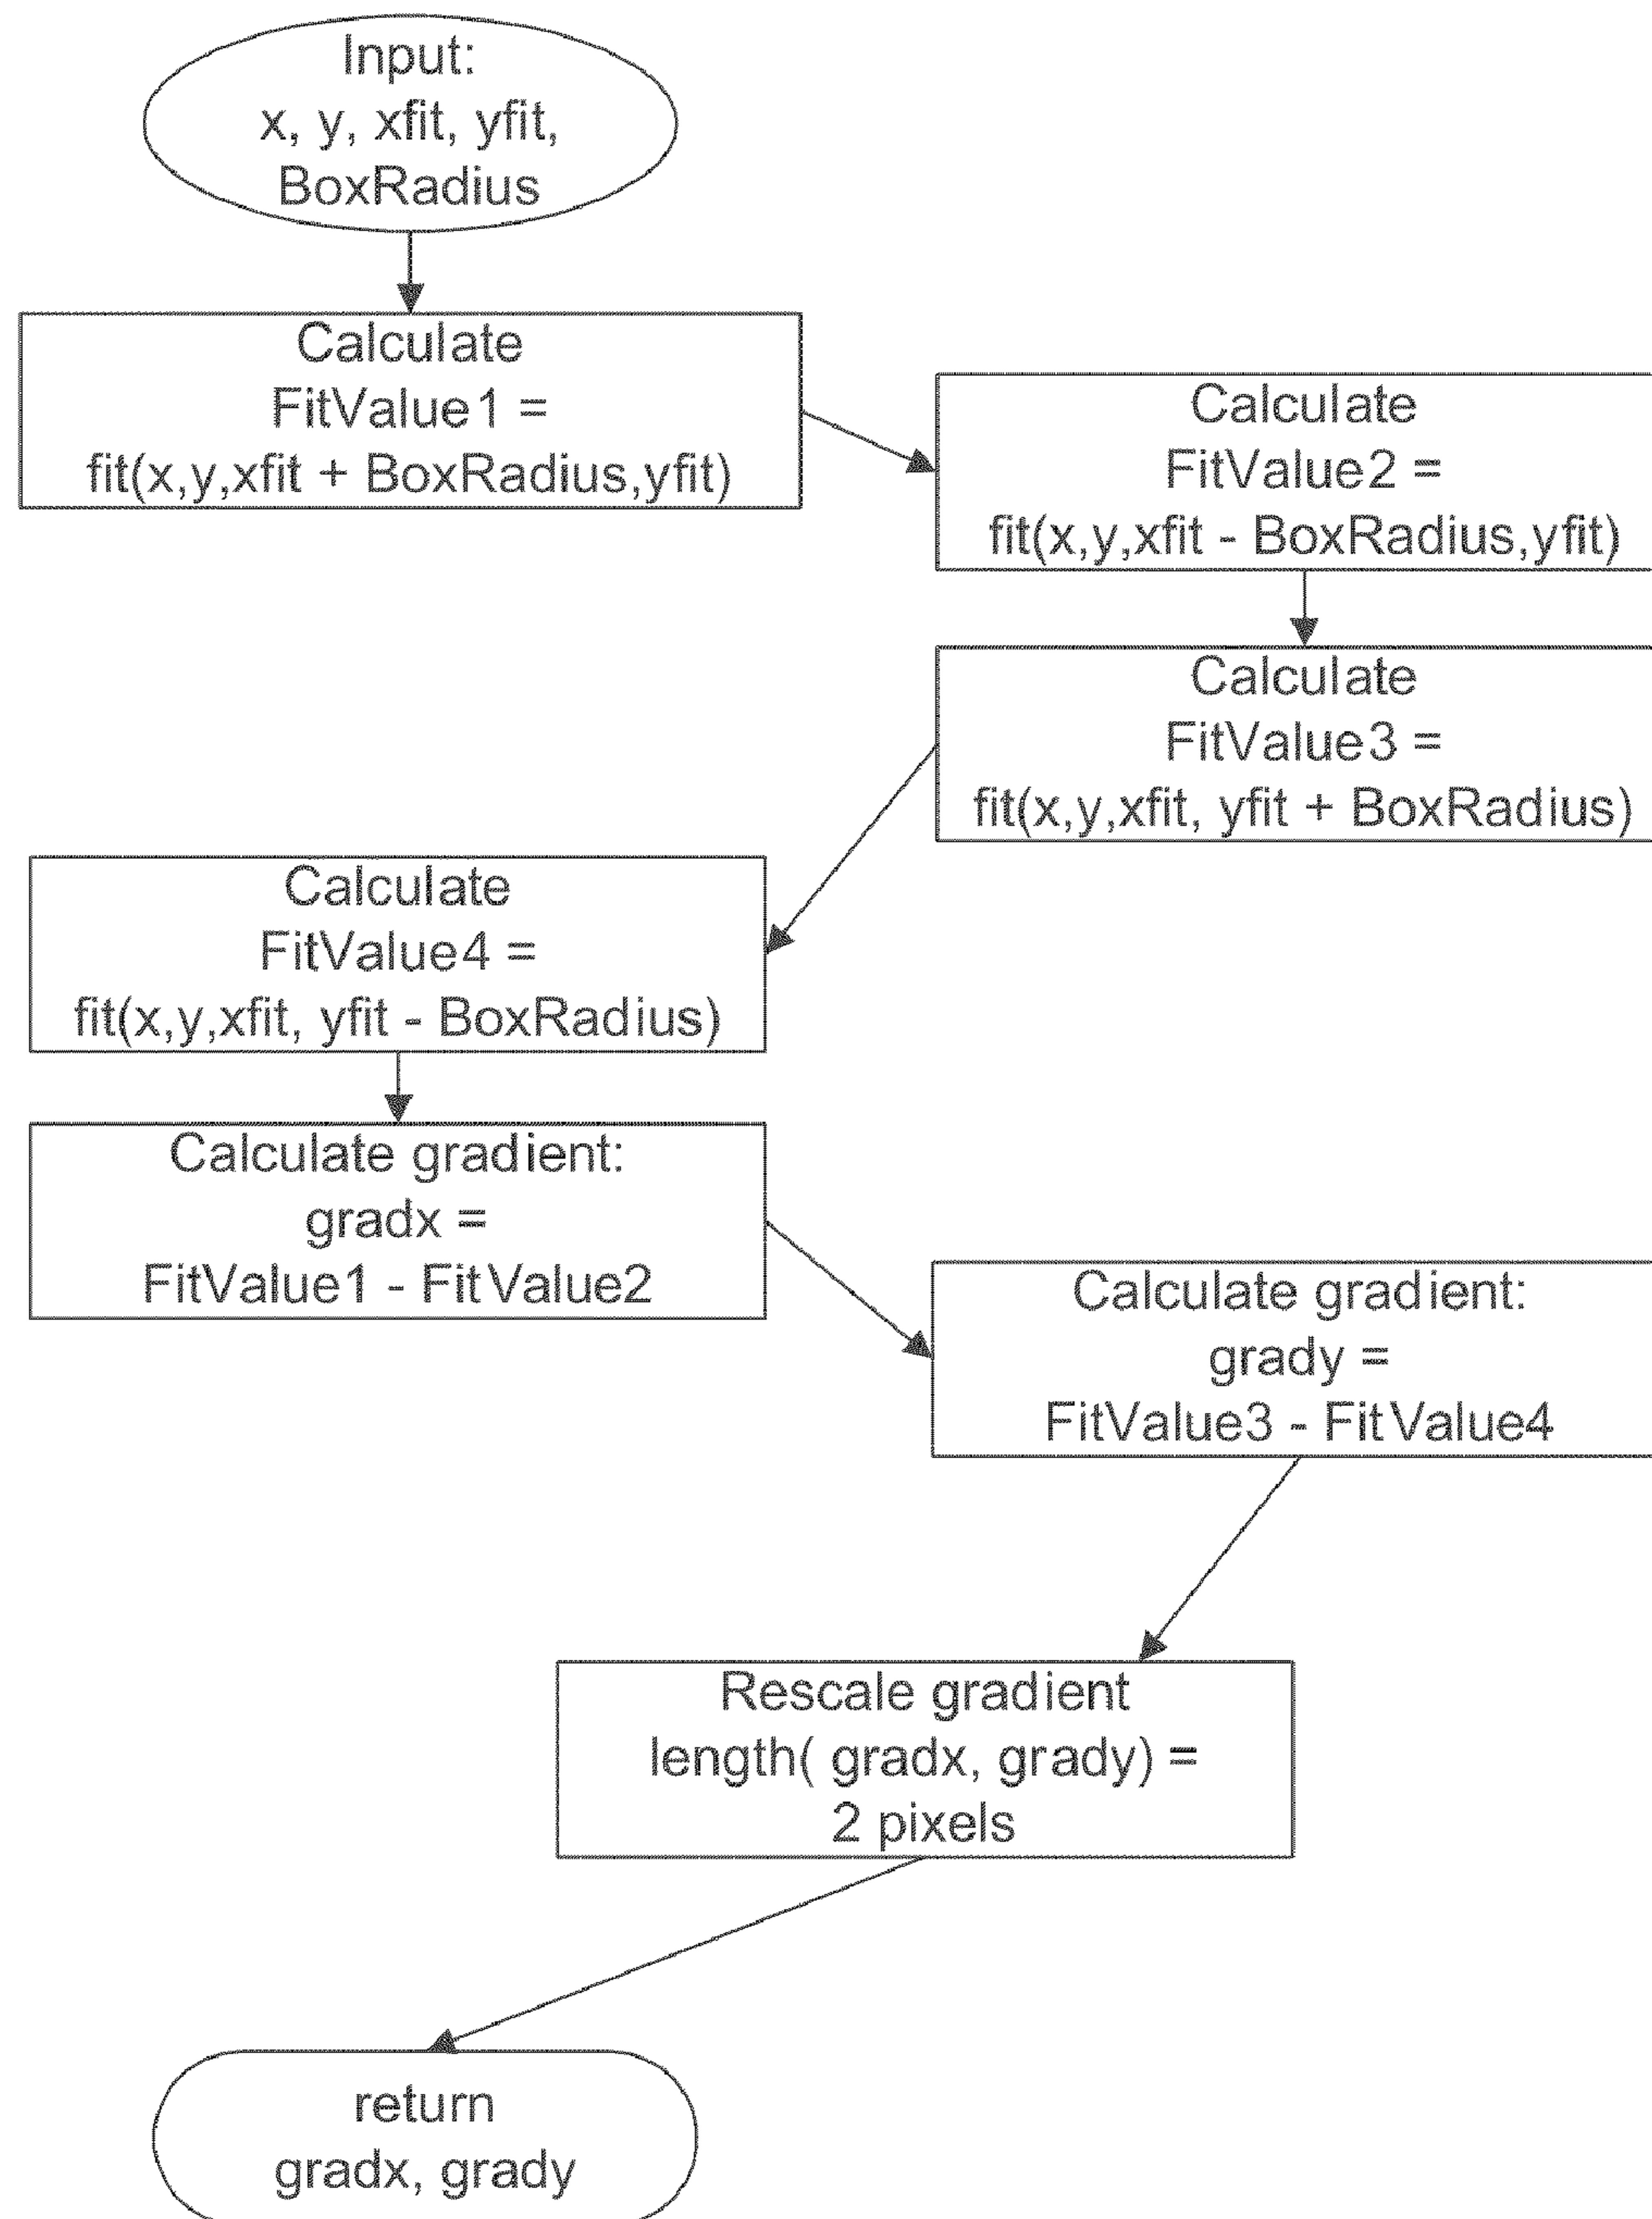 Input:
x, y, xfit, yfit,
BoxRadius
Calculate
FitValue1 =
fit(x,y,xfit + BoxRadius,yfit)
Calculate
FitValue2 =
fit(x,y,xfit - BoxRadius,yfit)
Calculate
FitValue3 =
fit(x,y,xfit, yfit + BoxRadius)
Calculate
FitValue4 =
fit(x,y,xfit, yfit - BoxRadius)
Calculate gradient:
gradx =
FitValue1 - FitValue2
Calculate gradient:
grady =
FitValue3 - FitValue4
Rescale gradient
length( gradx, grady) =
2 pixels
return
gradx, grady